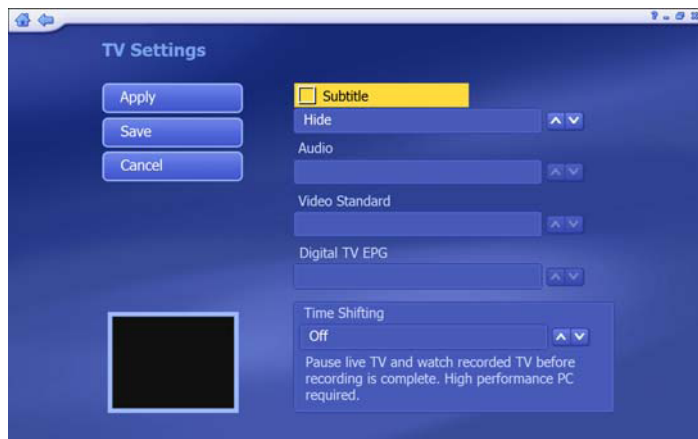 TV Settings
Apply
Save
Cancel
Subtitle
Hide
Audio
Video Standard
Digital TV EPG
Time Shifting
Off
Pause live TV and watch recorded TV before
recording is complete. High performance PC
required.